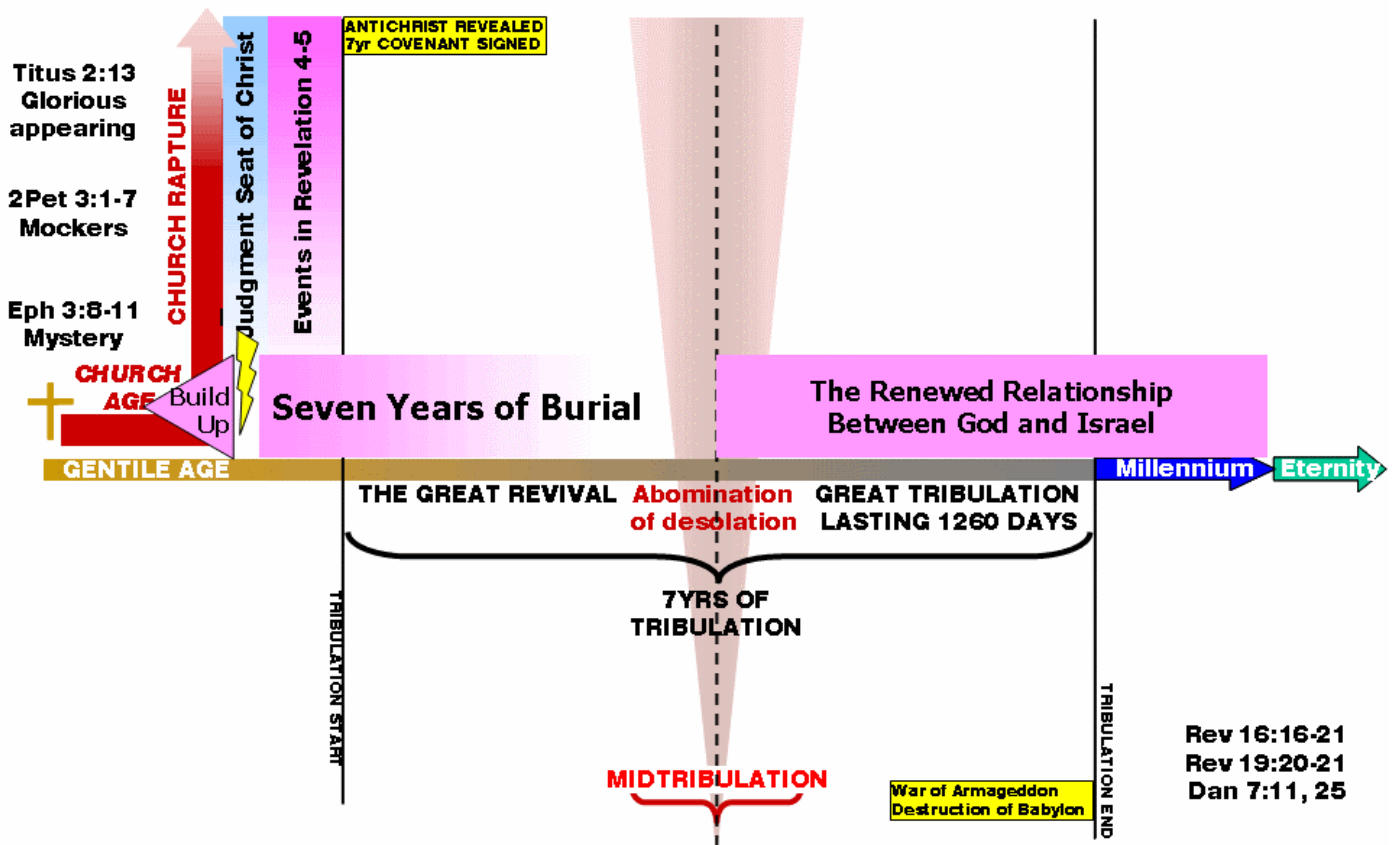 ANTICHRIST REVEALED
7yr COVENANT SIGNED
Titus 2:13
Glorious
appearing
2Pet 3:1-7
Mockers
Eph 3:8-11
Mystery
CHURCH RAPTURE
Judgment Seat of Christ
Events in Revelation 4-5
CHURCH
AGE
Build
Up
Seven Years of Burial
The Renewed Relationship
Between God and Israel
GENTILE AGE
Millennium
Eternity
THE GREAT REVIVAL
Abomination
of desolation
GREAT TRIBULATION
LASTING 1260 DAYS
7YRS OF
TRIBULATION
TRIBULATION START
MIDTRIBULATION
War of Armageddon
Destruction of Babylon
TRIBULATION END
Rev 16:16-21
Rev 19:20-21
Dan 7:11, 25